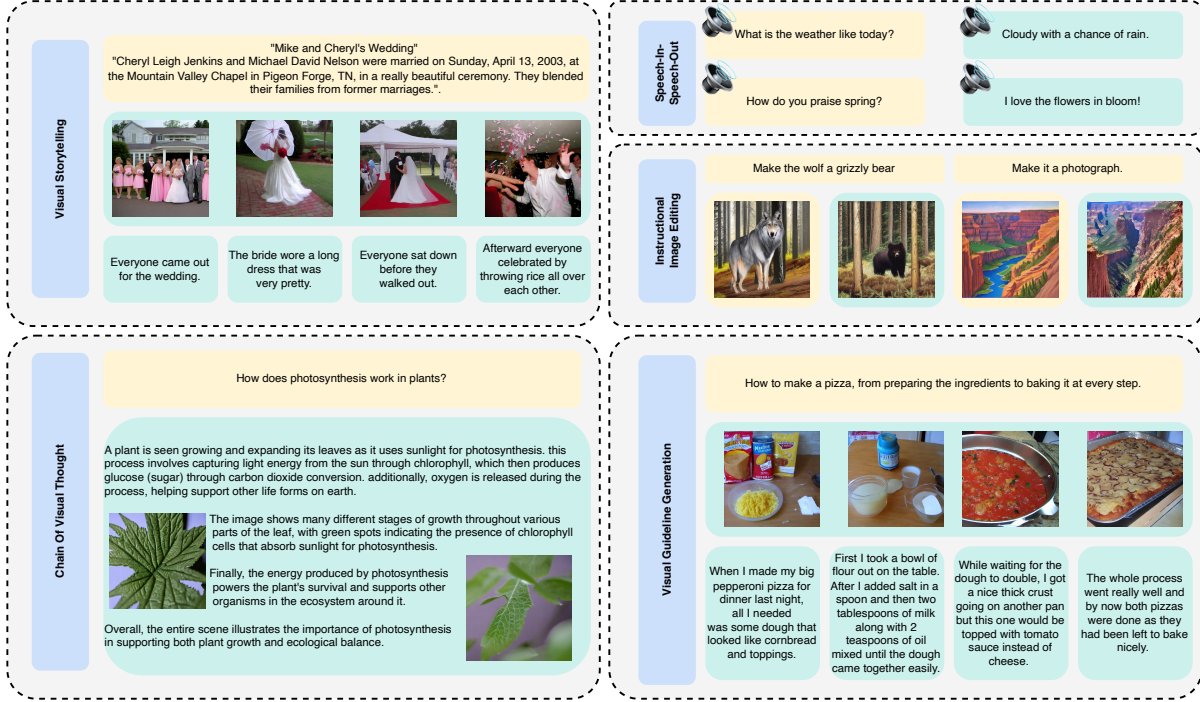 Visual Storytelling
"Mike and Cheryl's Wedding"
"Cheryl Leigh Jenkins and Michael David Nelson were married on Sunday, April 13, 2003, at
the Mountain Valley Chapel in Pigeon Forge, TN, in a really beautiful ceremony. They blended
their families from former marriages.".
Everyone came out
for the wedding.
The bride wore a long
dress that was
very pretty.
Everyone sat down
before they
walked out.
Afterward everyone
celebrated by
throwing rice all over
each other.
Speech-In-
Speech-Out
What is the weather like today?
Cloudy with a chance of rain.
How do you praise spring?
I love the flowers in bloom!
Instructional
Image Editing
Make the wolf a grizzly bear
Make it a photograph.
Chain Of Visual Thought
How does photosynthesis work in plants?
A plant is seen growing and expanding its leaves as it uses sunlight for photosynthesis. this
process involves capturing light energy from the sun through chlorophyll, which then produces
glucose (sugar) through carbon dioxide conversion. additionally, oxygen is released during the
process, helping support other life forms on earth.
The image shows many different stages of growth throughout various
parts of the leaf, with green spots indicating the presence of chlorophyll
cells that absorb sunlight for photosynthesis.
Finally, the energy produced by photosynthesis
powers the plant's survival and supports other
organisms in the ecosystem around it.
Overall, the entire scene illustrates the importance of photosynthesis
in supporting both plant growth and ecological balance.
Visual Guideline Generation
How to make a pizza, from preparing the ingredients to baking it at every step.
When I made my big
pepperoni pizza for
dinner last night,
all I needed
was some dough that
looked like cornbread
and toppings.
First I took a bowl of
flour out on the table.
After I added salt in a
spoon and then two
tablespoons of milk
along with 2
teaspoons of oil
mixed until the dough
came together easily.
While waiting for the
dough to double, I got
a nice thick crust
going on another pan
but this one would be
topped with tomato
sauce instead of
cheese.
The whole process
went really well and
by now both pizzas
were done as they
had been left to bake
nicely.